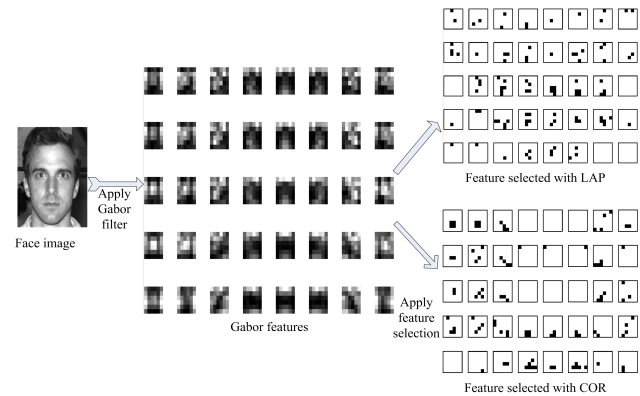 Feature selected with LAP
Apply
Gabor
filter
Face image
Gabor features
Apply
feature
selection
Feature selected with COR